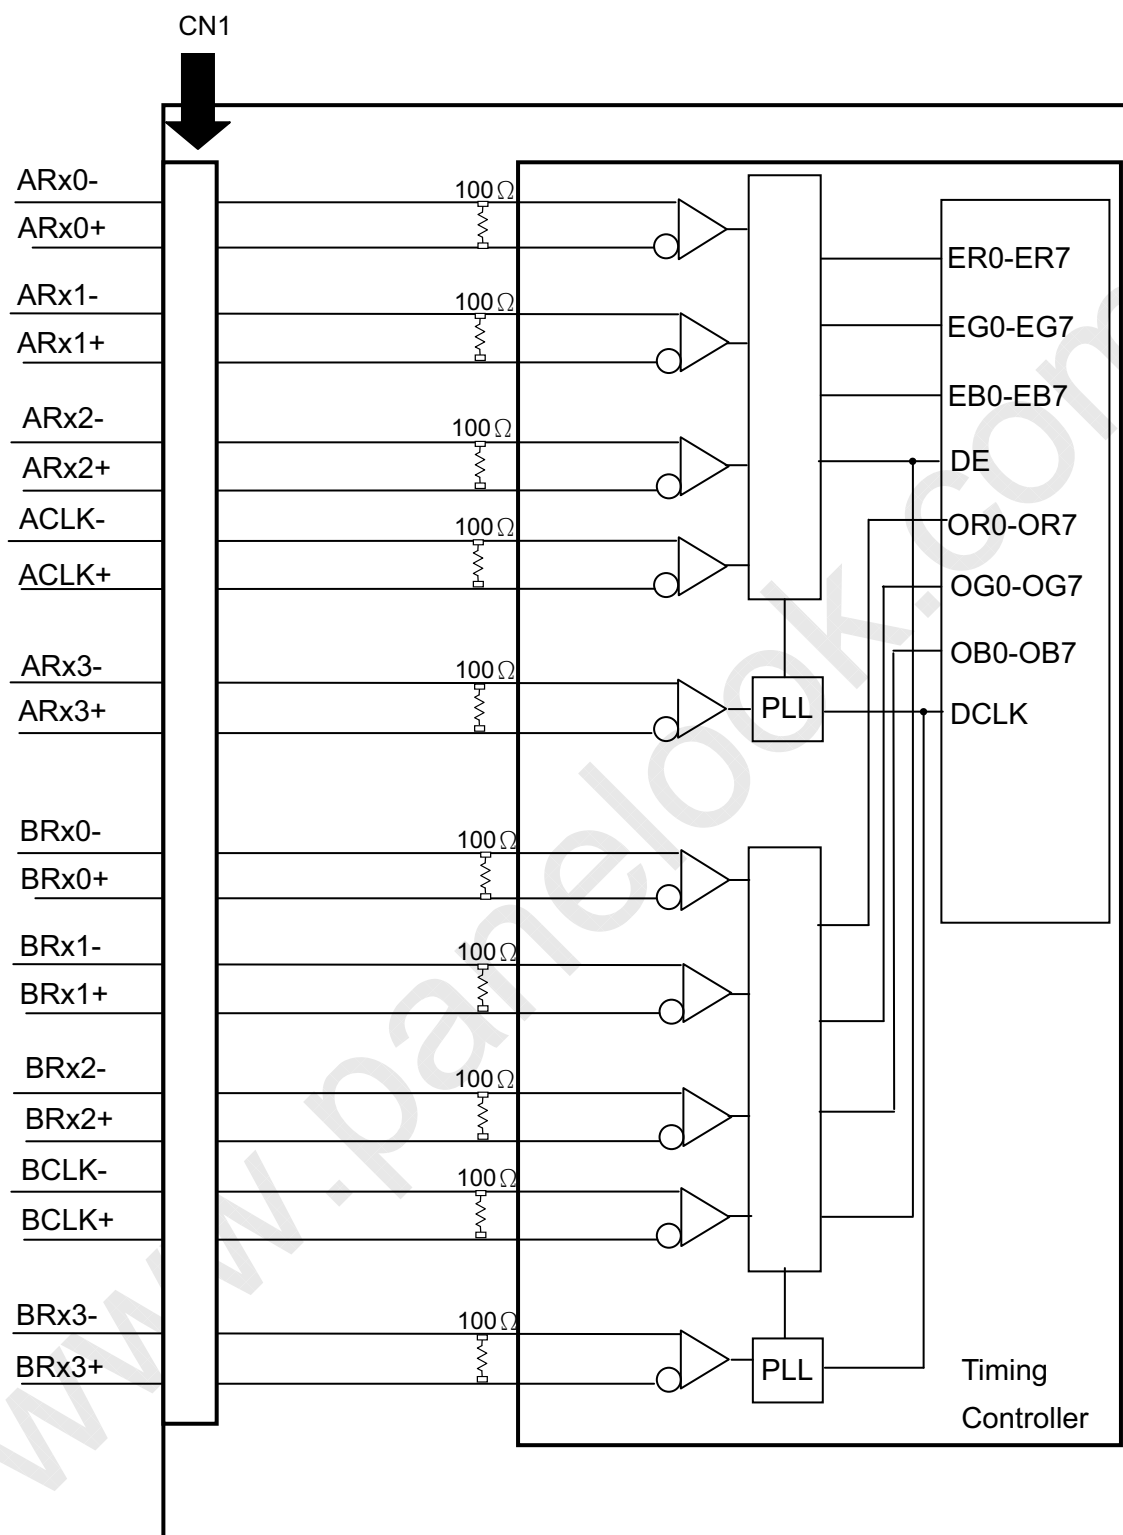 CN1
ARx0-
100Ω
ARx0+
ER0-ER7
ARx1-
100Ω
ARx1+
EG0-EG7
EB0-EB7
ARx2-
100Ω
ARx2+
DE
ACLK-
100Ω
OR0-OR7
ACLK+
OG0-OG7
OB0-OB7
ARx3-
100Ω
ARx3+
PLL
DCLK
BRx0-
100Ω
BRx0+
BRx1-
100Ω
BRx1+
BRx2-
100Ω
BRx2+
BCLK-
100Ω
BCLK+
BRx3-
100Ω
BRx3+
PLL
Timing
Controller
www.panelook.com